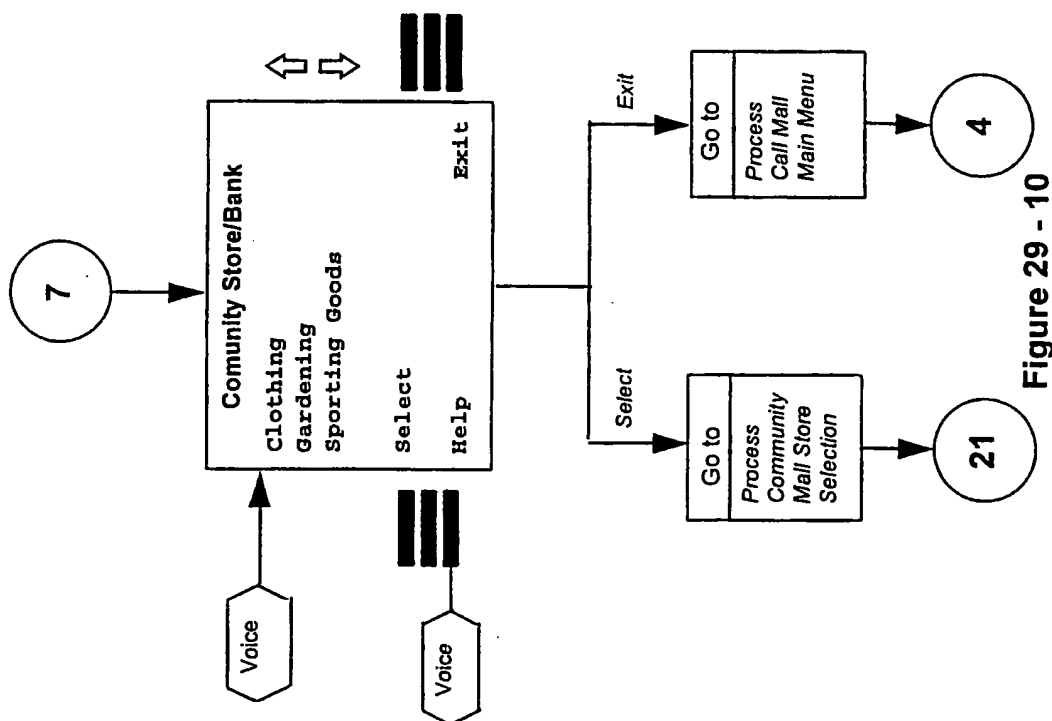 7
Voice
Comunity Store/Bank
Clothing
Gardening
Sporting Goods
Select
Help Exit
Voice
Select
Exit
Go to
Process
Community
Mall Store
Selection
Go to
Process
Call Mall
Main Menu
21
4
Figure 29 - 10